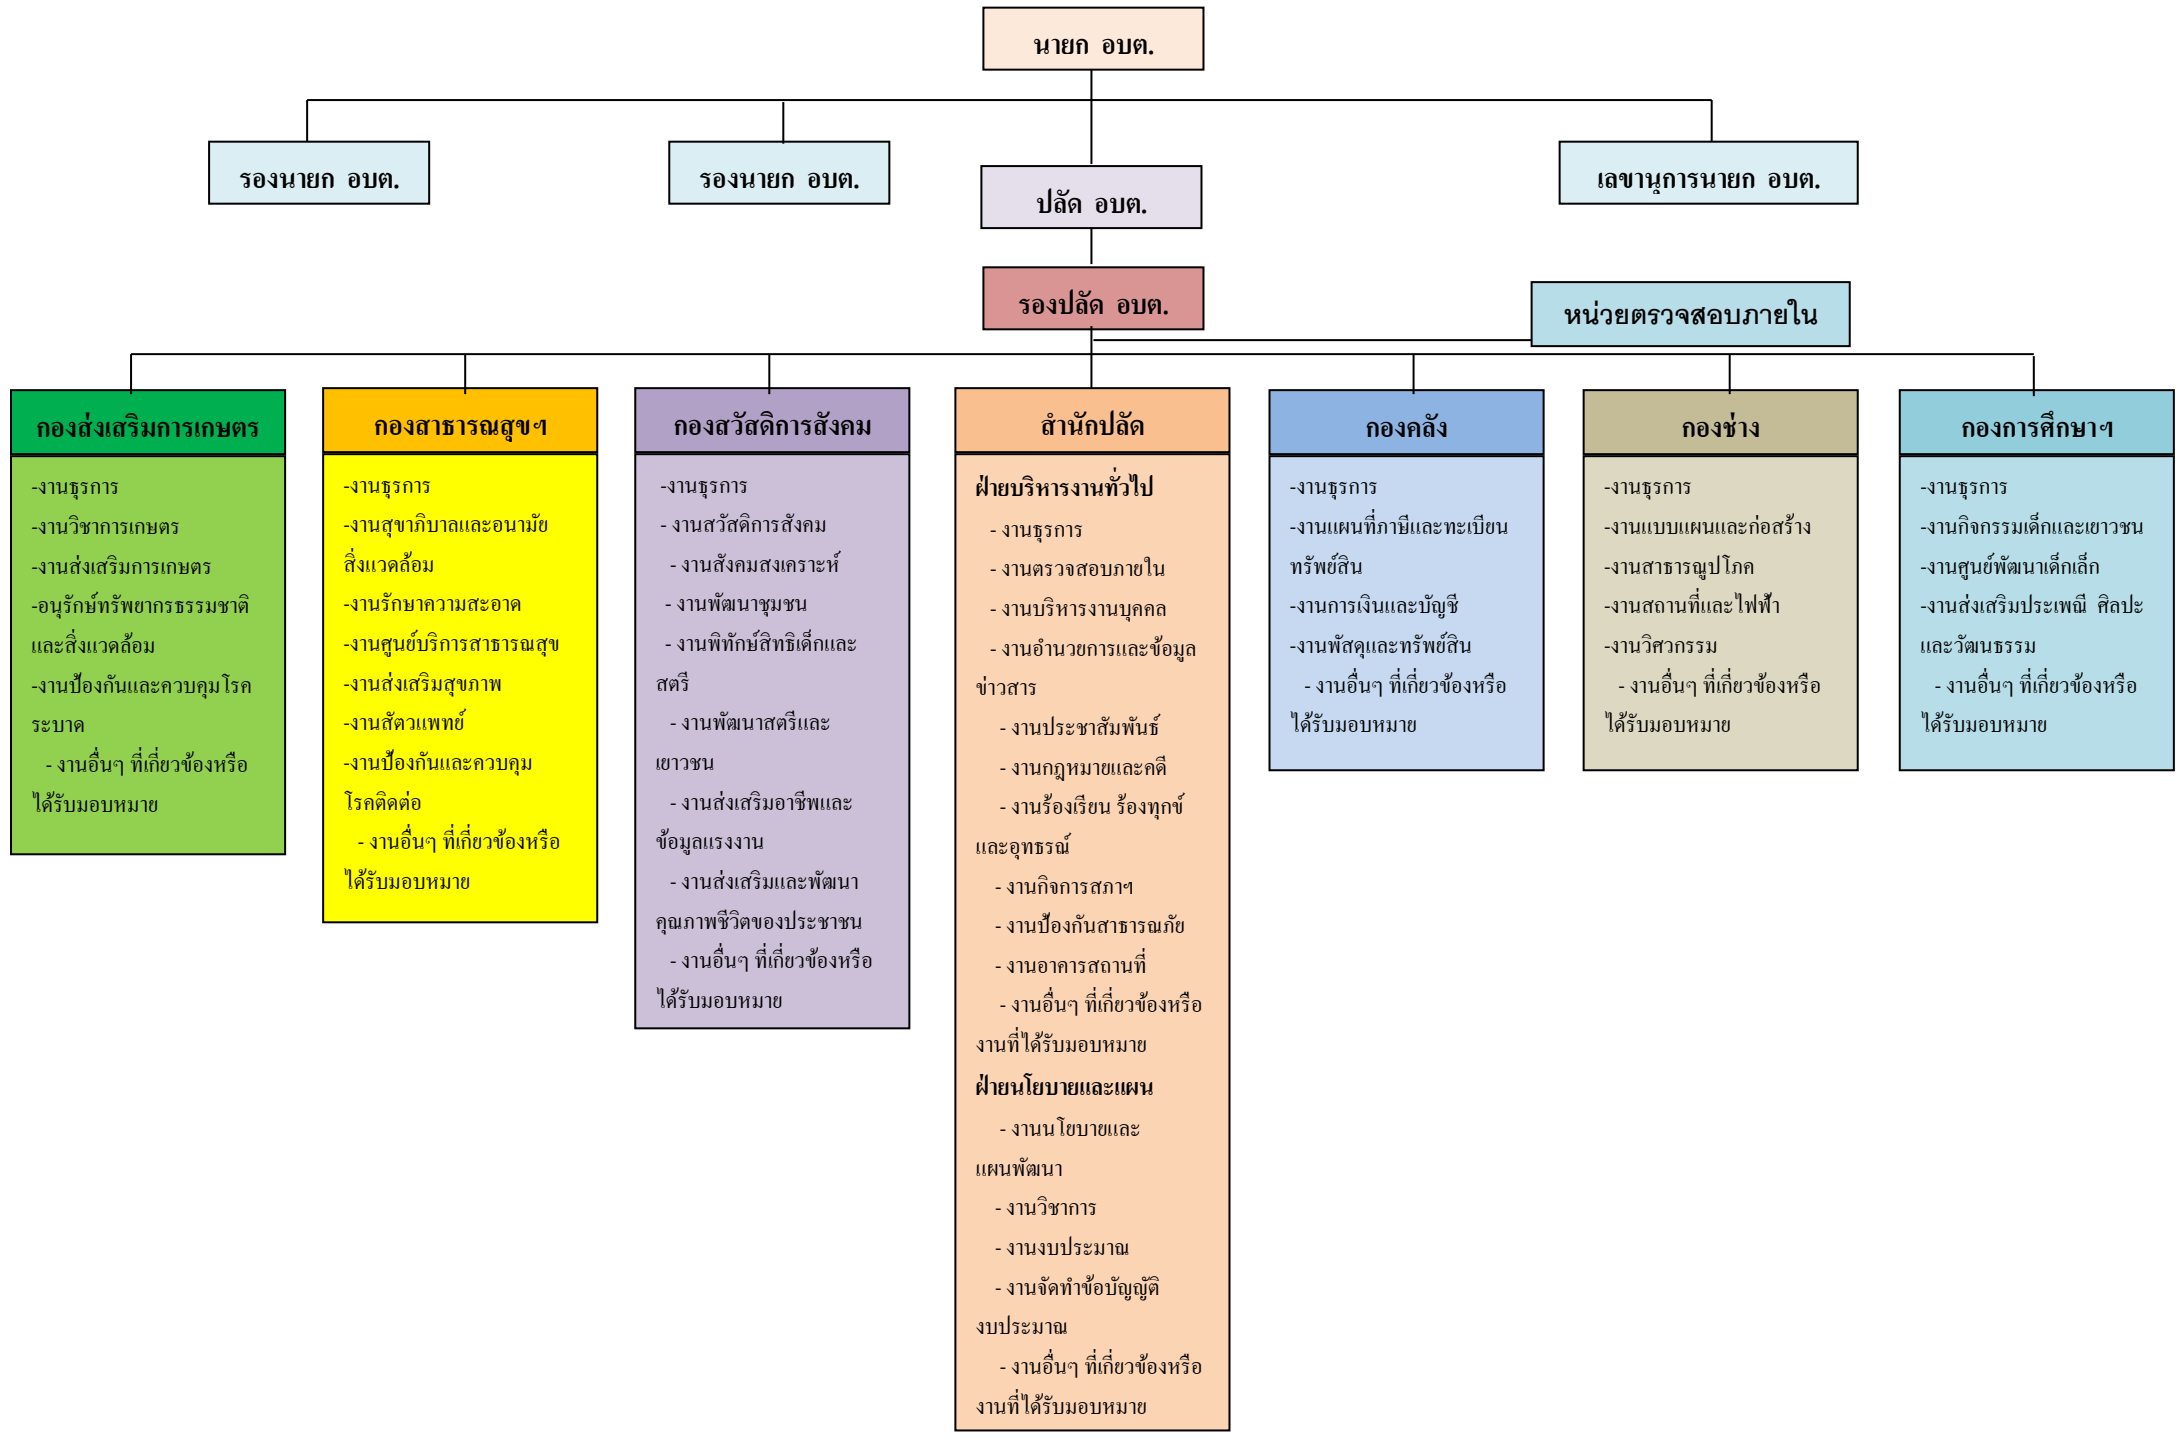 นายก อบต.
รองนายก อบต.
รองนายก อบต.
ปลัด อบต.
เลขานุการนายก อบต.
รองปลัด อบต.
หน่วยตรวจสอบภายใน
กองส่งเสริมการเกษตร
-งานธุรการ
-งานวิชาการเกษตร
-งานส่งเสริมการเกษตร
-อนุรักษ์ทรัพยากรธรรมชาติ
และสิ่งแวดล้อม
-งานป้องกันและควบคุมโรค
ระบาด
- งานอื่นๆ ที่เกี่ยวข้องหรือ
ได้รับมอบหมาย
กองสาธารณสุขฯ
-งานธุรการ
-งานสุขาภิบาลและอนามัย
สิ่งแวดล้อม
-งานรักษาความสะอาด
-งานศูนย์บริการสาธารณสุข
-งานส่งเสริมสุขภาพ
-งานสัตวแพทย์
-งานป้องกันและควบคุม
โรคติดต่อ
- งานอื่นๆ ที่เกี่ยวข้องหรือ
ได้รับมอบหมาย
กองสวัสดิการสังคม
-งานธุรการ
- งานสวัสดิการสังคม
- งานสังคมสงเคราะห์
- งานพัฒนาชุมชน
- งานพิทักษ์สิทธิเด็กและ
สตรี
- งานพัฒนาสตรีและ
เยาวชน
- งานส่งเสริมอาชีพและ
ข้อมูลแรงงาน
- งานส่งเสริมและพัฒนา
คุณภาพชีวิตของประชาชน
- งานอื่นๆ ที่เกี่ยวข้องหรือ
ได้รับมอบหมาย
สำนักปลัด
ฝ่ายบริหารงานทั่วไป
- งานธุรการ
- งานตรวจสอบภายใน
- งานบริหารงานบุคคล
- งานอำนวยการและข้อมูล
ข่าวสาร
- งานประชาสัมพันธ์
- งานกฎหมายและคดี
- งานร้องเรียน ร้องทุกข์
และอุทธรณ์
- งานกิจการสภาฯ
- งานป้องกันสาธารณภัย
- งานอาคารสถานที่
- งานอื่นๆ ที่เกี่ยวข้องหรือ
งานที่ได้รับมอบหมาย
ฝ่ายนโยบายและแผน
- งานนโยบายและ
แผนพัฒนา
- งานวิชาการ
- งานงบประมาณ
- งานจัดทำข้อบัญญัติ
งบประมาณ
- งานอื่นๆ ที่เกี่ยวข้องหรือ
งานที่ได้รับมอบหมาย
กองคลัง
-งานธุรการ
-งานแผนที่ภาษีและทะเบียน
ทรัพย์สิน
-งานการเงินและบัญชี
-งานพัสดุและทรัพย์สิน
- งานอื่นๆ ที่เกี่ยวข้องหรือ
ได้รับมอบหมาย
กองช่าง
-งานธุรการ
-งานแบบแผนและก่อสร้าง
-งานสาธารณูปโภค
-งานสถานที่และไฟฟ้า
-งานวิศวกรรม
- งานอื่นๆ ที่เกี่ยวข้องหรือ
ได้รับมอบหมาย
กองการศึกษาฯ
-งานธุรการ
-งานกิจกรรมเด็กและเยาวชน
-งานศูนย์พัฒนาเด็กเล็ก
-งานส่งเสริมประเพณี ศิลปะ
และวัฒนธรรม
- งานอื่นๆ ที่เกี่ยวข้องหรือ
ได้รับมอบหมาย